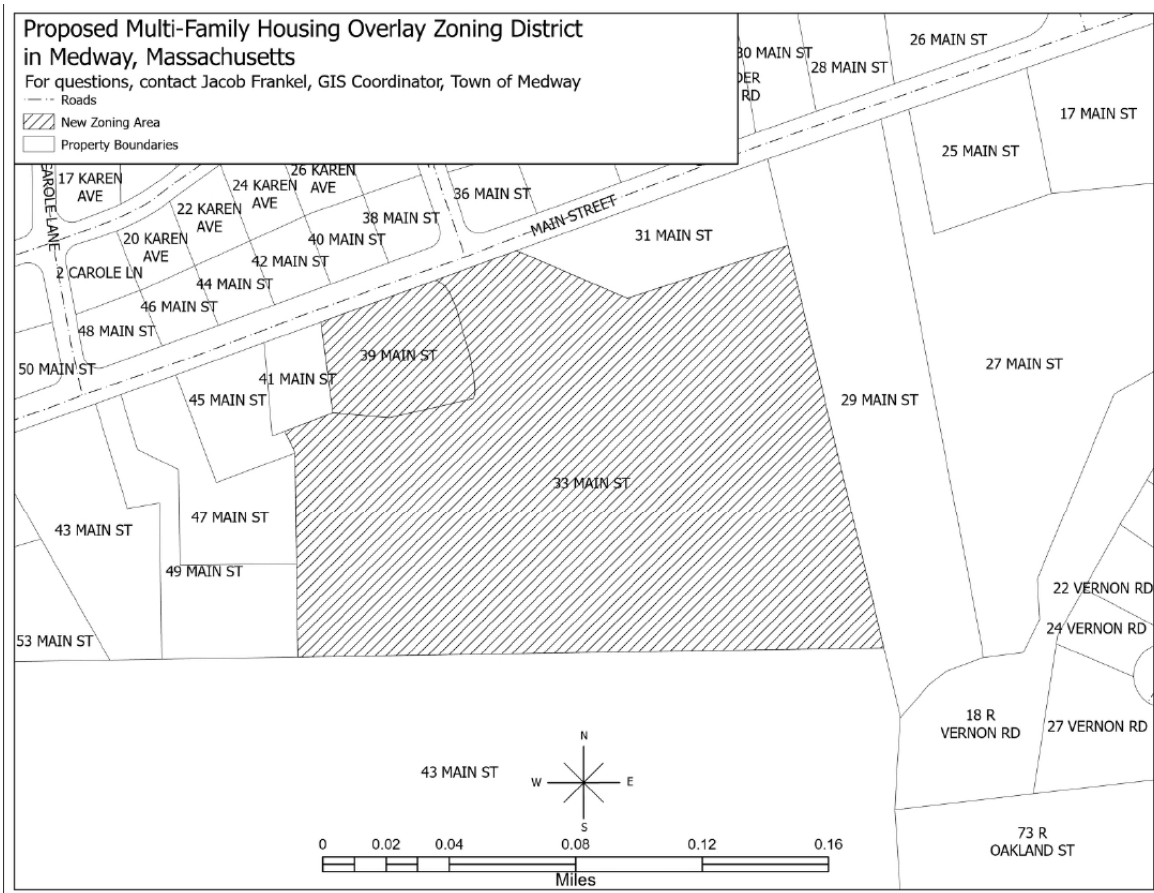 Proposed Multi-Family Housing Overlay Zoning District
in Medway, Massachusetts
For questions, contact Jacob Frankel, GIS Coordinator, Town of Medway
Roads
New Zoning Area
Property Boundaries
30 MAIN ST
RD
28 MAIN ST
26 MAIN ST
17 MAIN ST
25 MAIN ST
CAROLE LANE
17 KAREN
AVE
26 KAREN
AVE
24 KAREN
AVE
22 KAREN
AVE
20 KAREN
AVE
2 CAROLE LN
36 MAIN ST
38 MAIN ST
40 MAIN ST
42 MAIN ST
44 MAIN ST
46 MAIN ST
48 MAIN ST
50 MAIN ST
MAIN STREET
31 MAIN ST
39 MAIN ST
41 MAIN ST
45 MAIN ST
27 MAIN ST
29 MAIN ST
33 MAIN ST
47 MAIN ST
43 MAIN ST
49 MAIN ST
53 MAIN ST
22 VERNON RD
24 VERNON RD
27 VERNON RD
18 R
VERNON RD
43 MAIN ST
N
W
E
S
73 R
OAKLAND ST
0 0.02 0.04 0.08 0.12 0.16
Miles